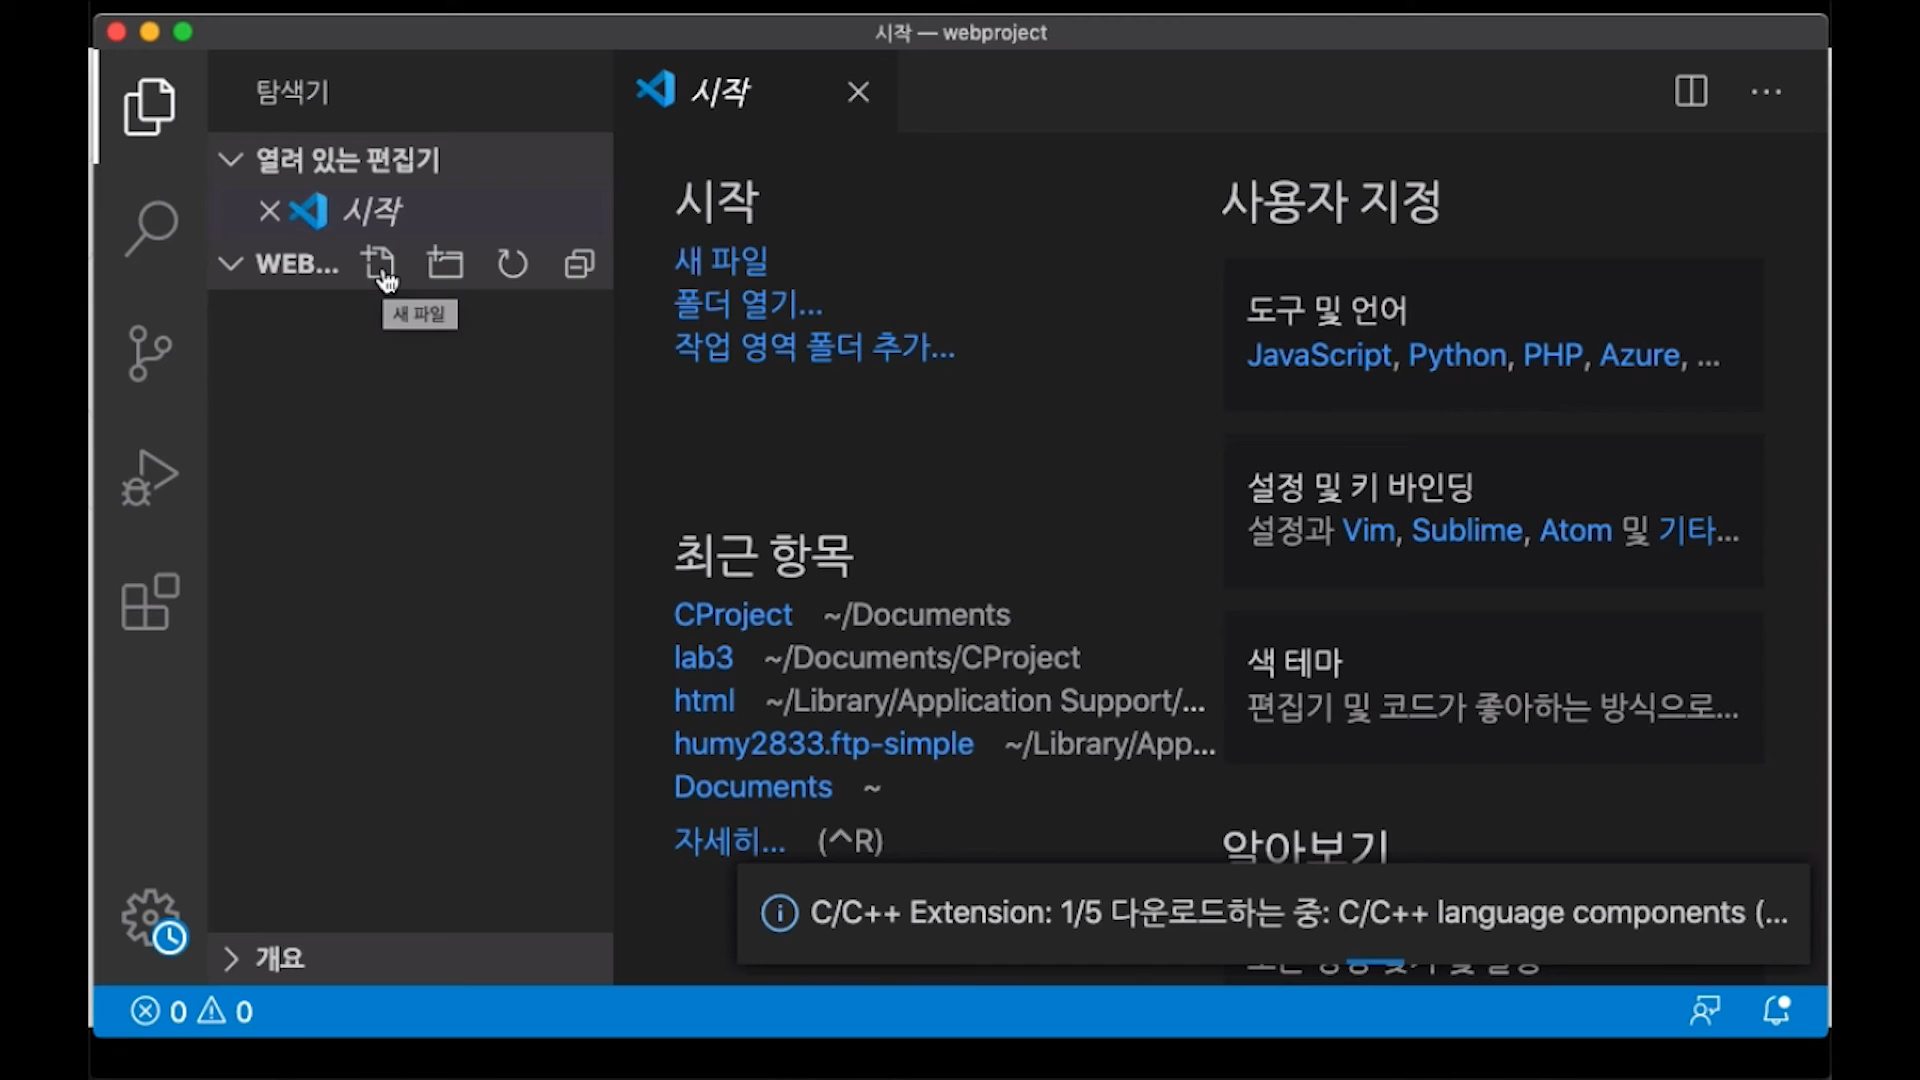 시작 — webproject
탐색기
시작
열려 있는 편집기
시작
WEB...
새 파일
개요
시작
새 파일
폴더 열기...
작업 영역 폴더 추가...
최근 항목
CProject ~/Documents
lab3 ~/Documents/CProject
html ~/Library/Application Support/...
humy2833.ftp-simple ~/Library/App...
Documents ~
자세히... (^R)
사용자 지정
도구 및 언어
JavaScript, Python, PHP, Azure, ...
설정 및 키 바인딩
설정과 Vim, Sublime, Atom 및 기타...
색 테마
편집기 및 코드가 좋아하는 방식으로...
알아보기
C/C++ Extension: 1/5 다운로드하는 중: C/C++ language components (...
0 0